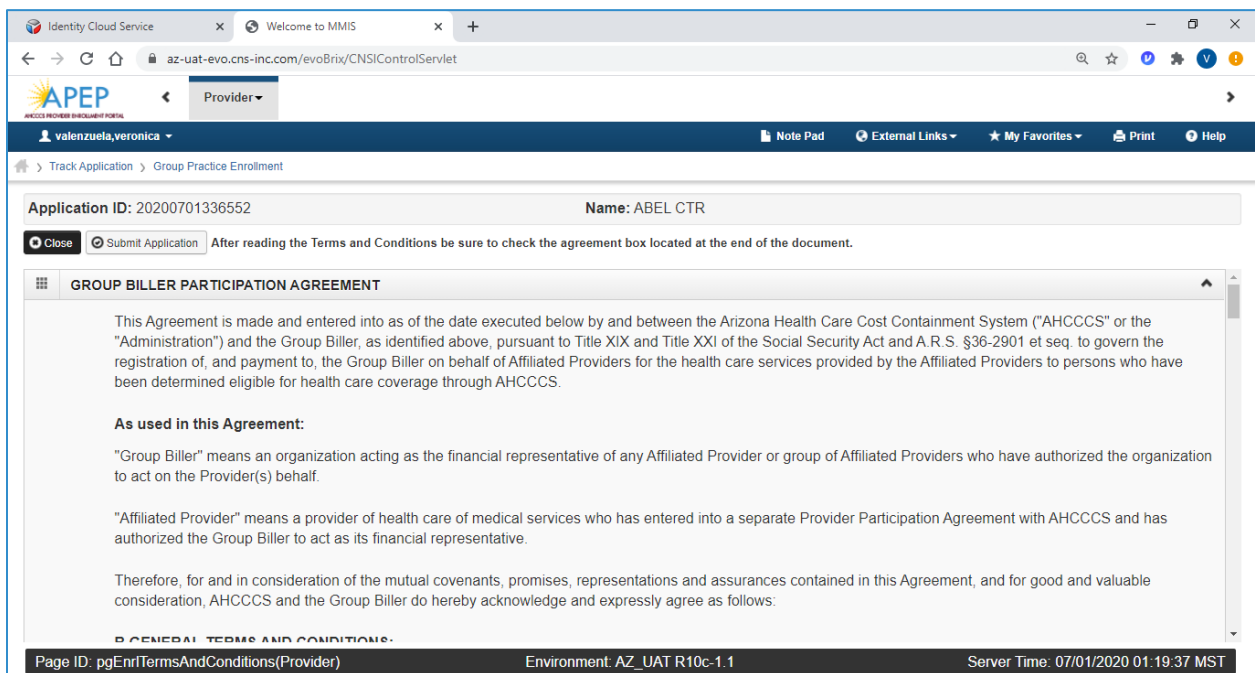 Identity Cloud Service
Welcome to MMIS
az-uat-evo.cns-inc.com/evoBrix/CNSIControlServlet
V
APEP
AHCCCS PROVIDER ENROLLMENT PORTAL
Provider
valenzuela,veronica
Note Pad
External Links
My Favorites
Print
Help
> Track Application > Group Practice Enrollment
Application ID: 20200701336552
Name: ABEL CTR
Close
Submit Application
After reading the Terms and Conditions be sure to check the agreement box located at the end of the document.
GROUP BILLER PARTICIPATION AGREEMENT
This Agreement is made and entered into as of the date executed below by and between the Arizona Health Care Cost Containment System ("AHCCCS" or the
"Administration") and the Group Biller, as identified above, pursuant to Title XIX and Title XXI of the Social Security Act and A.R.S. §36-2901 et seq. to govern the
registration of, and payment to, the Group Biller on behalf of Affiliated Providers for the health care services provided by the Affiliated Providers to persons who have
been determined eligible for health care coverage through AHCCCS.
As used in this Agreement:
"Group Biller" means an organization acting as the financial representative of any Affiliated Provider or group of Affiliated Providers who have authorized the organization
to act on the Provider(s) behalf.
"Affiliated Provider" means a provider of health care of medical services who has entered into a separate Provider Participation Agreement with AHCCCS and has
authorized the Group Biller to act as its financial representative.
Therefore, for and in consideration of the mutual covenants, promises, representations and assurances contained in this Agreement, and for good and valuable
consideration, AHCCCS and the Group Biller do hereby acknowledge and expressly agree as follows:
B GENERAL TERMS AND CONDITIONS:
Page ID: pgEnrlTermsAndConditions(Provider)
Environment: AZ_UAT R10c-1.1
Server Time: 07/01/2020 01:19:37 MST